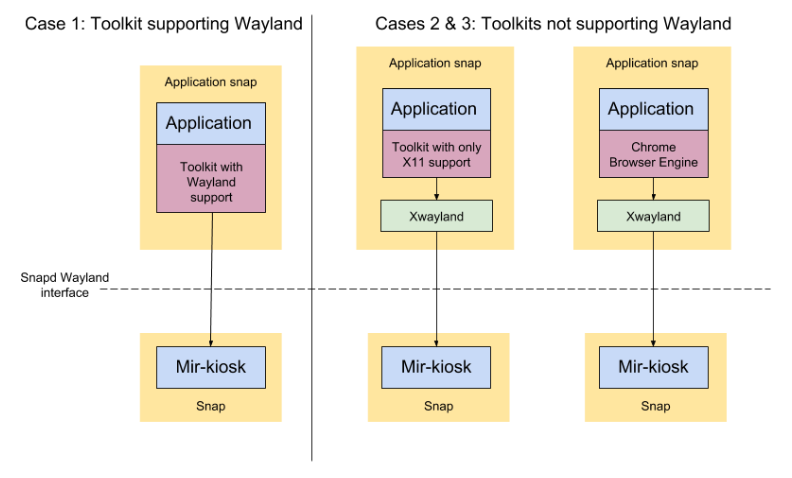 Case 1: Toolkit supporting Wayland
Cases 2 & 3: Toolkits not supporting Wayland
Application snap
Application
Toolkit with
Wayland
support
Application snap
Application
Toolkit with only
X11 support
Xwayland
Application snap
Application
Chrome
Browser Engine
Xwayland
Snapd Wayland
interface
Mir-kiosk
Snap
Mir-kiosk
Snap
Mir-kiosk
Snap